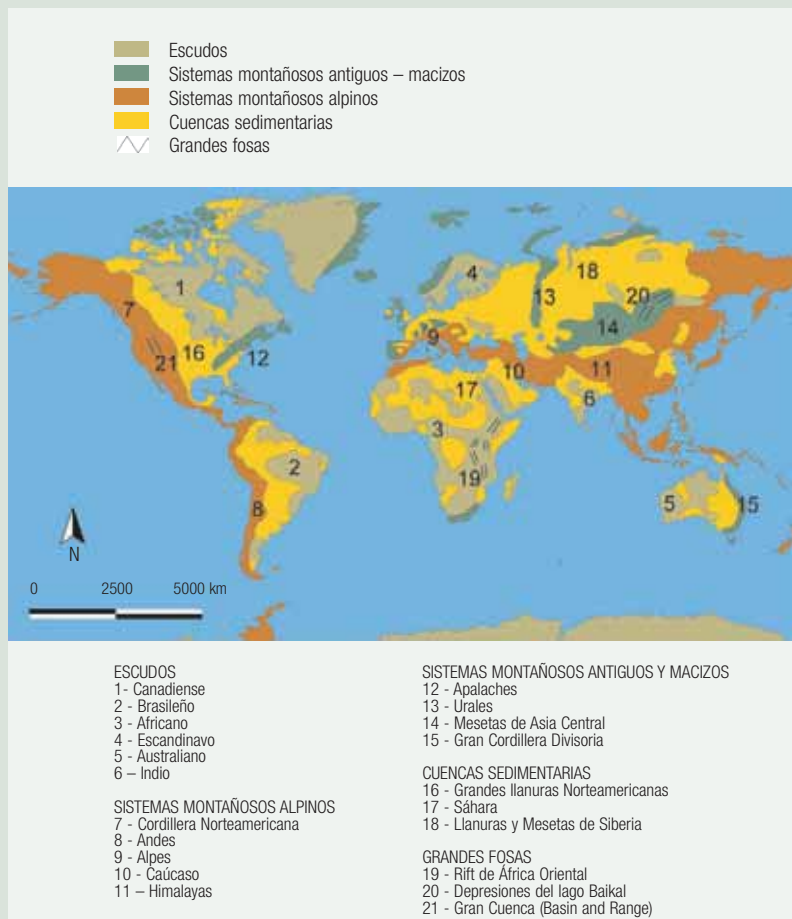 Escudos
Sistemas montañosos antiguos – macizos
Sistemas montañosos alpinos
Cuencas sedimentarias
Grandes fosas
1
2
3
4
5
6
7
8
9
10
11
12
13
14
15
16
17
18
19
20
21
N
0 2500 5000 km
ESCUDOS
1- Canadiense
2 - Brasileño
3 - Africano
4 - Escandinavo
5 - Australiano
6 – Indio
SISTEMAS MONTAÑOSOS ALPINOS
7 - Cordillera Norteamericana
8 - Andes
9 - Alpes
10 - Caúcaso
11 – Himalayas
SISTEMAS MONTAÑOSOS ANTIGUOS Y MACIZOS
12 - Apalaches
13 - Urales
14 - Mesetas de Asia Central
15 - Gran Cordillera Divisoria
CUENCAS SEDIMENTARIAS
16 - Grandes llanuras Norteamericanas
17 - Sáhara
18 - Llanuras y Mesetas de Siberia
GRANDES FOSAS
19 - Rift de África Oriental
20 - Depresiones del lago Baikal
21 - Gran Cuenca (Basin and Range)